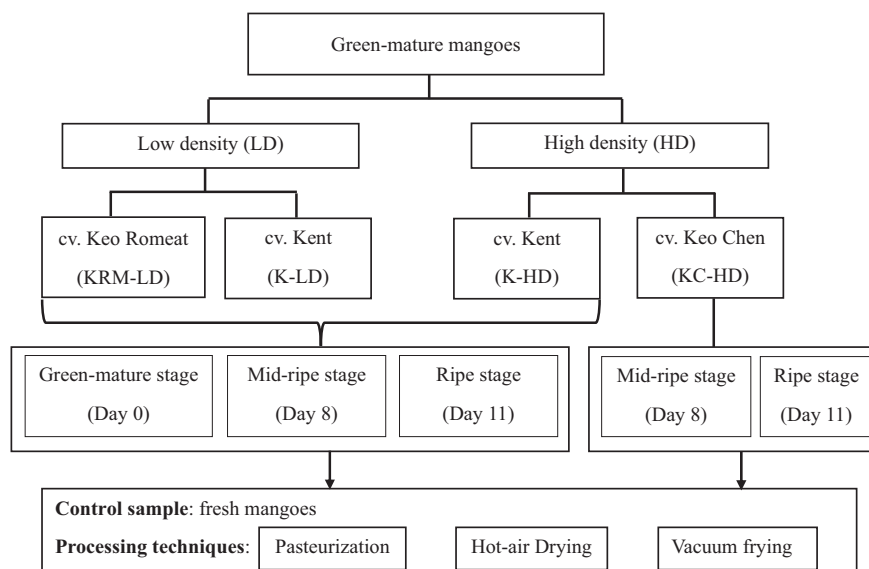 Green-mature mangoes
Low density (LD)
High density (HD)
cv. Keo Romeat
(KRM-LD)
cv. Kent
(K-LD)
cv. Kent
(K-HD)
cv. Keo Chen
(KC-HD)
Green-mature stage
(Day 0)
Mid-ripe stage
(Day 8)
Ripe stage
(Day 11)
Mid-ripe stage
(Day 8)
Ripe stage
(Day 11)
Control sample: fresh mangoes
Processing techniques: Pasteurization Hot-air Drying Vacuum frying